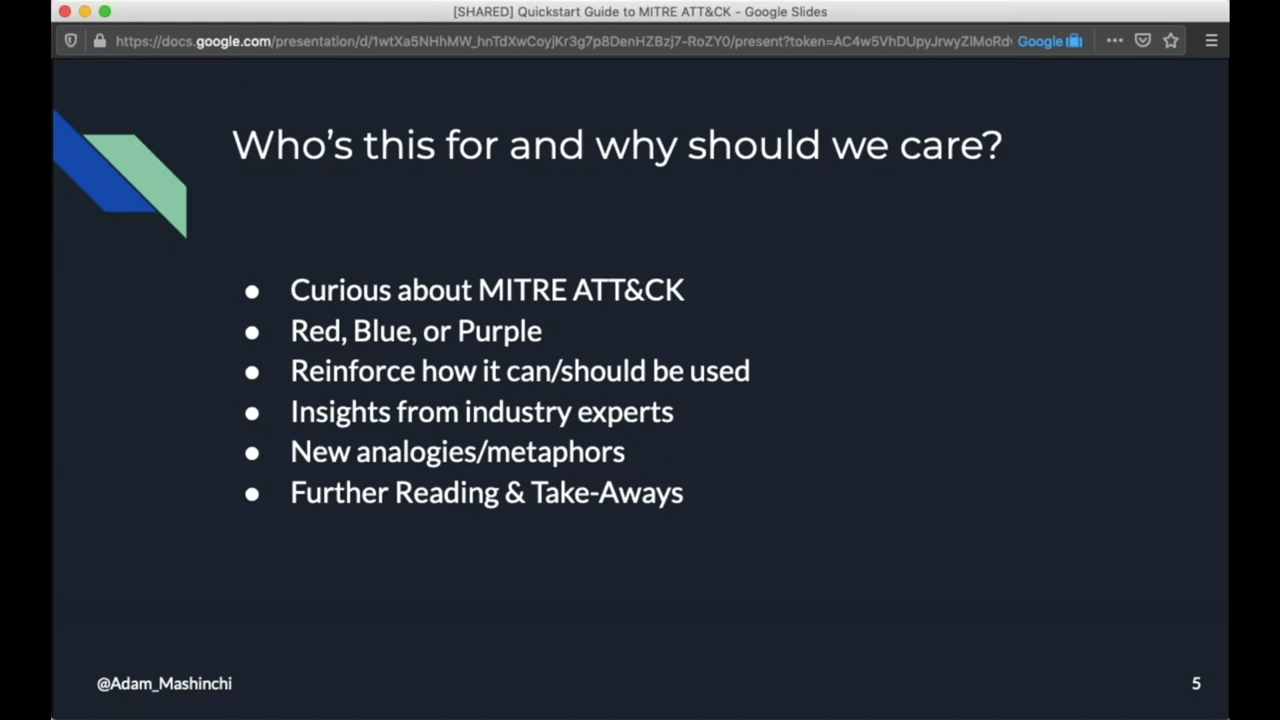 [SHARED] Quickstart Guide to MITRE ATT&CK - Google Slides
https://docs.google.com/presentation/d/1wtXa5NHhMW_hnTdXwCoyjKr3g7p8DenHZBzj7-RoZY0/present?token=AC4w5VhDUpyJrwyZlMoRd Google
Who's this for and why should we care?
● Curious about MITRE ATT&CK
● Red, Blue, or Purple
● Reinforce how it can/should be used
● Insights from industry experts
● New analogies/metaphors
● Further Reading & Take-Aways
@Adam_Mashinchi 5